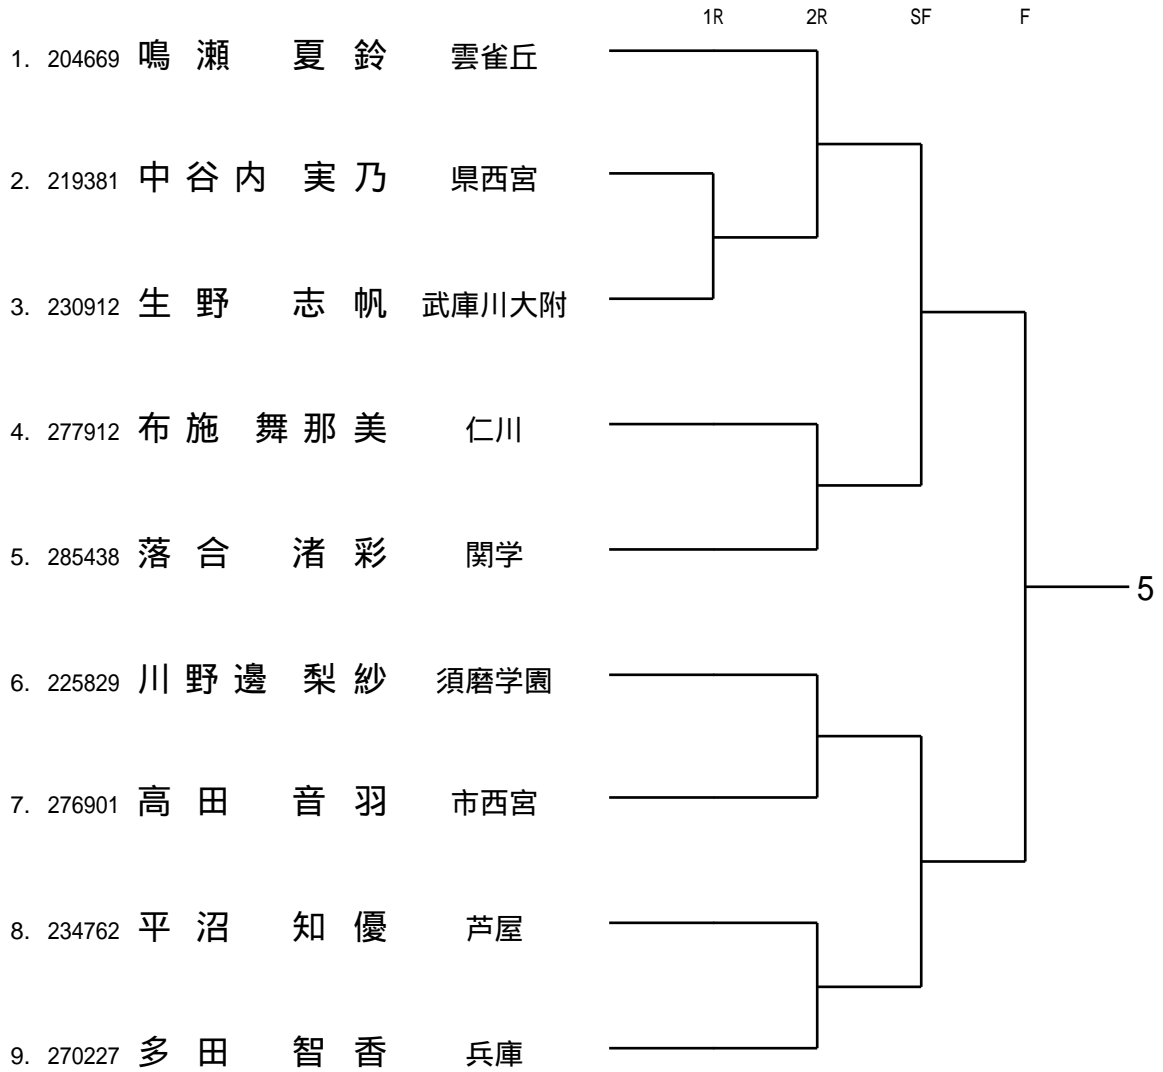 1R 2R SF F
1. 204669 鳴瀬 夏鈴 雲雀丘
2. 219381 中谷内 実乃 県西宮
3. 230912 生野 志帆 武庫川大附
4. 277912 布施 舞那美 仁川
5. 285438 落合 渚彩 関学
5
6. 225829 川野邊 梨紗 須磨学園
7. 276901 高田 音羽 市西宮
8. 234762 平沼 知優 芦屋
9. 270227 多田 智香 兵庫